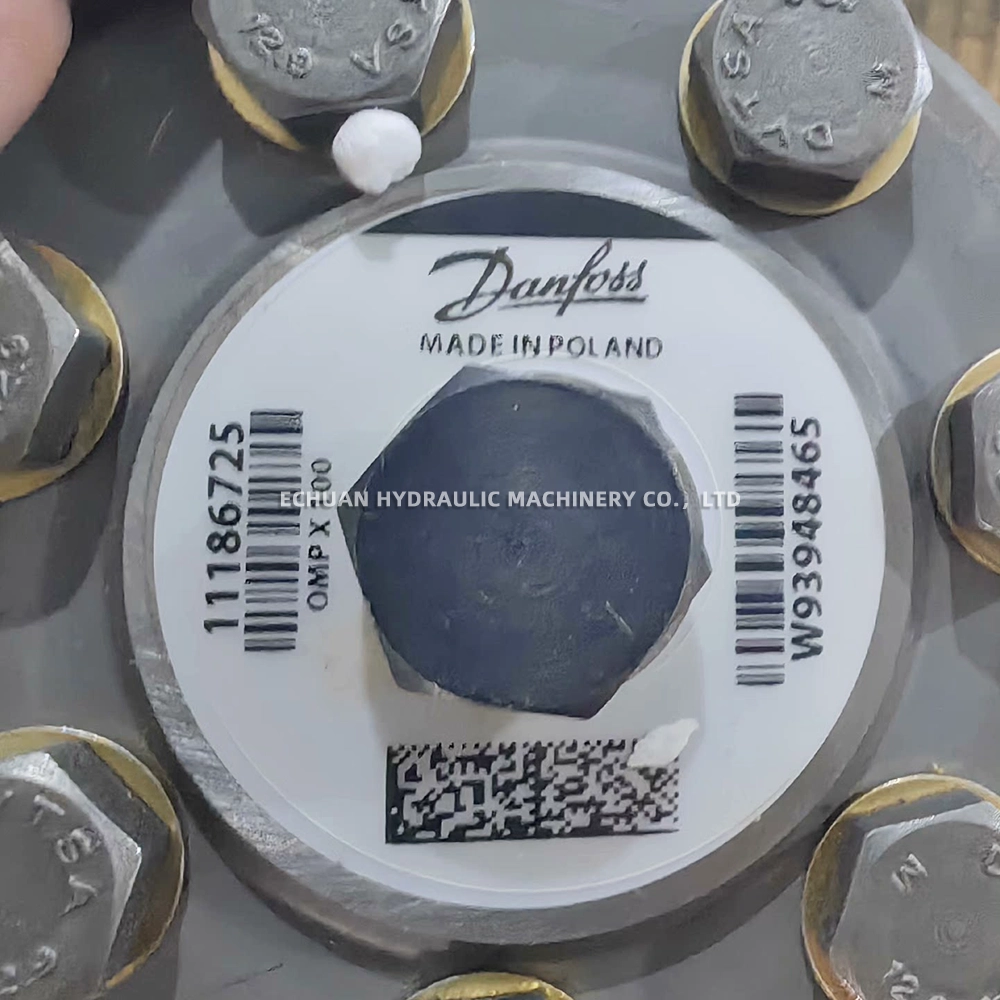 Danfoss
MADE IN POLAND
11186725
OMP X 100
W93948465
ECHUAN HYDRAULIC MACHINERY CO., LTD